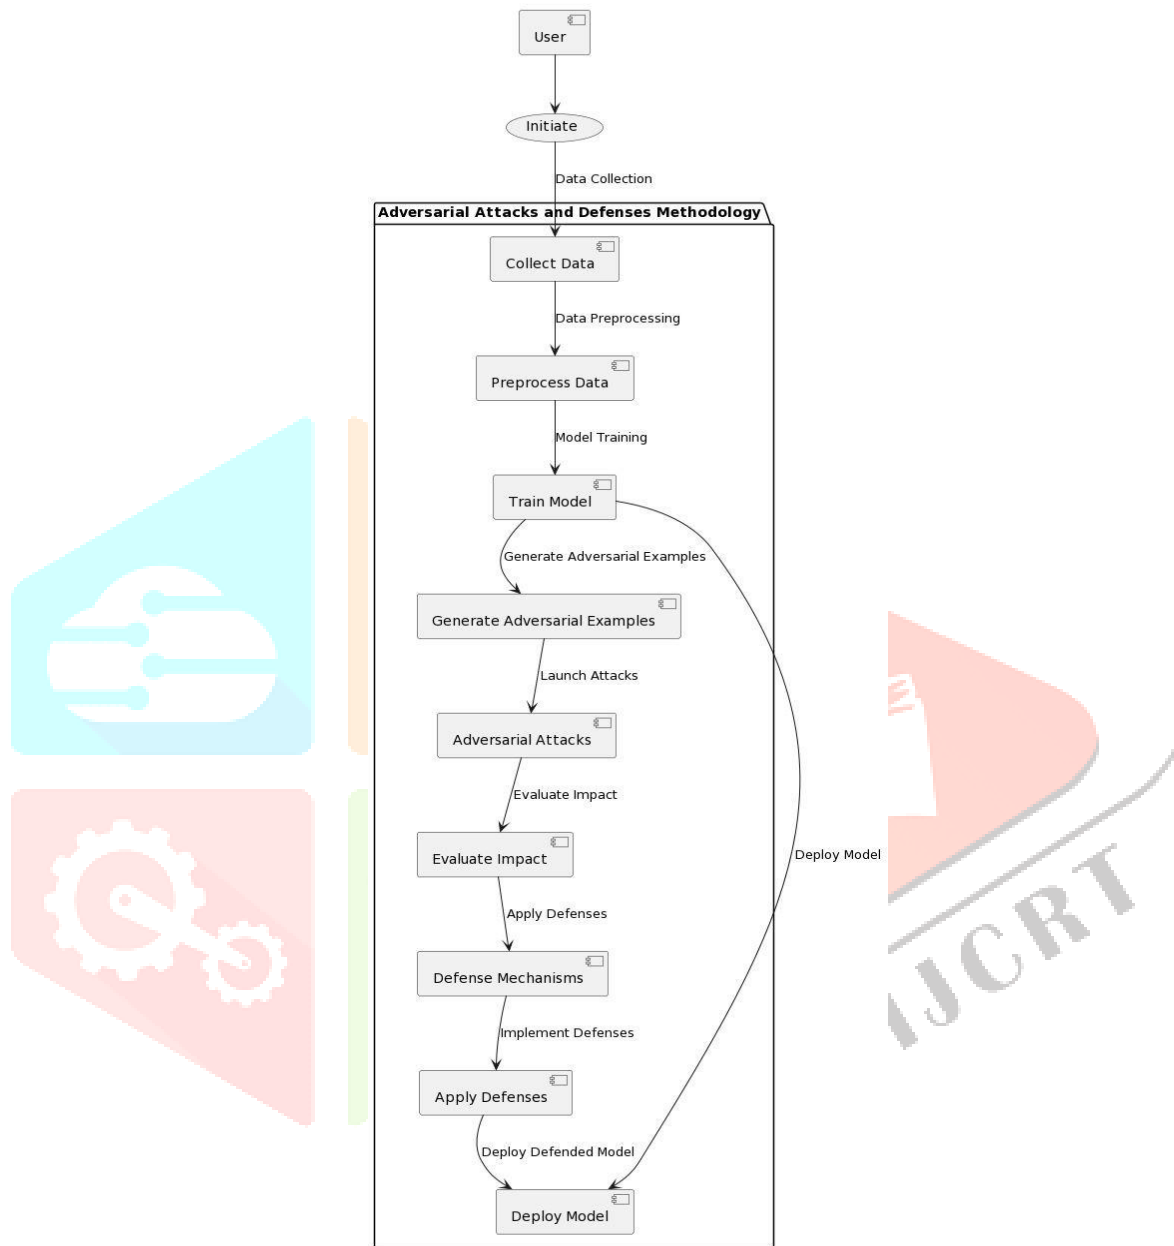 User
Initiate
Data Collection
Adversarial Attacks and Defenses Methodology
Collect Data
Data Preprocessing
Preprocess Data
Model Training
Train Model
Generate Adversarial Examples
Generate Adversarial Examples
Launch Attacks
Adversarial Attacks
Evaluate Impact
Evaluate Impact
Deploy Model
Apply Defenses
Defense Mechanisms
Implement Defenses
Apply Defenses
Deploy Defended Model
Deploy Model
IJCRT